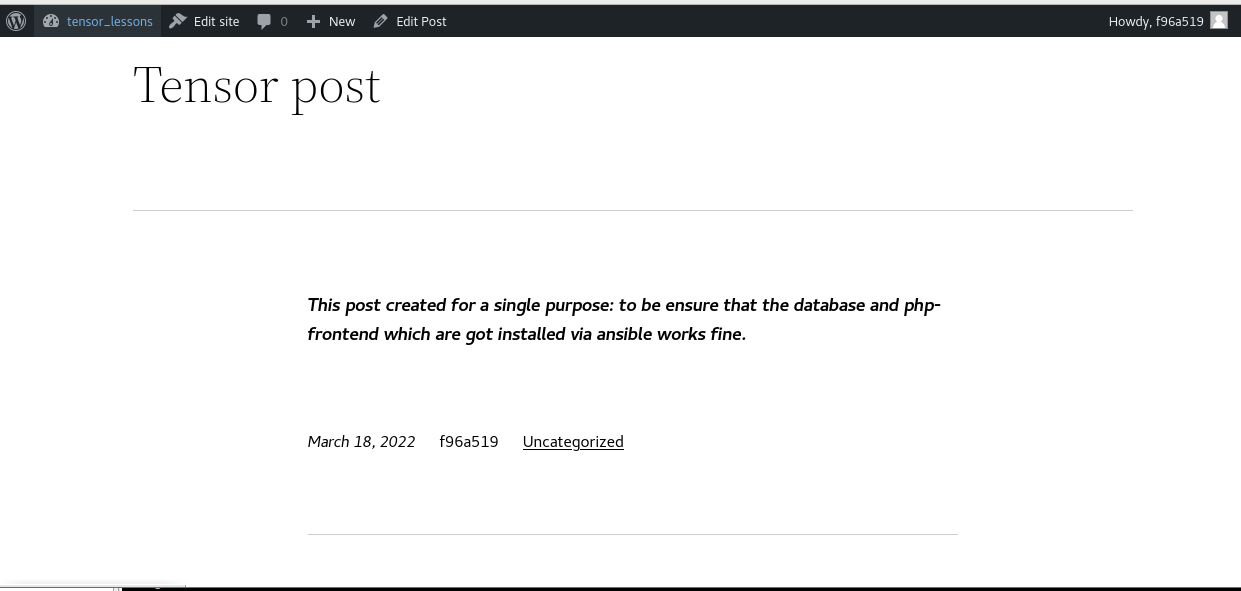 tensor_lessons Edit site 0 New Edit Post Howdy, f96a519
Tensor post
This post created for a single purpose: to be ensure that the database and php-
frontend which are got installed via ansible works fine.
March 18, 2022 f96a519 Uncategorized